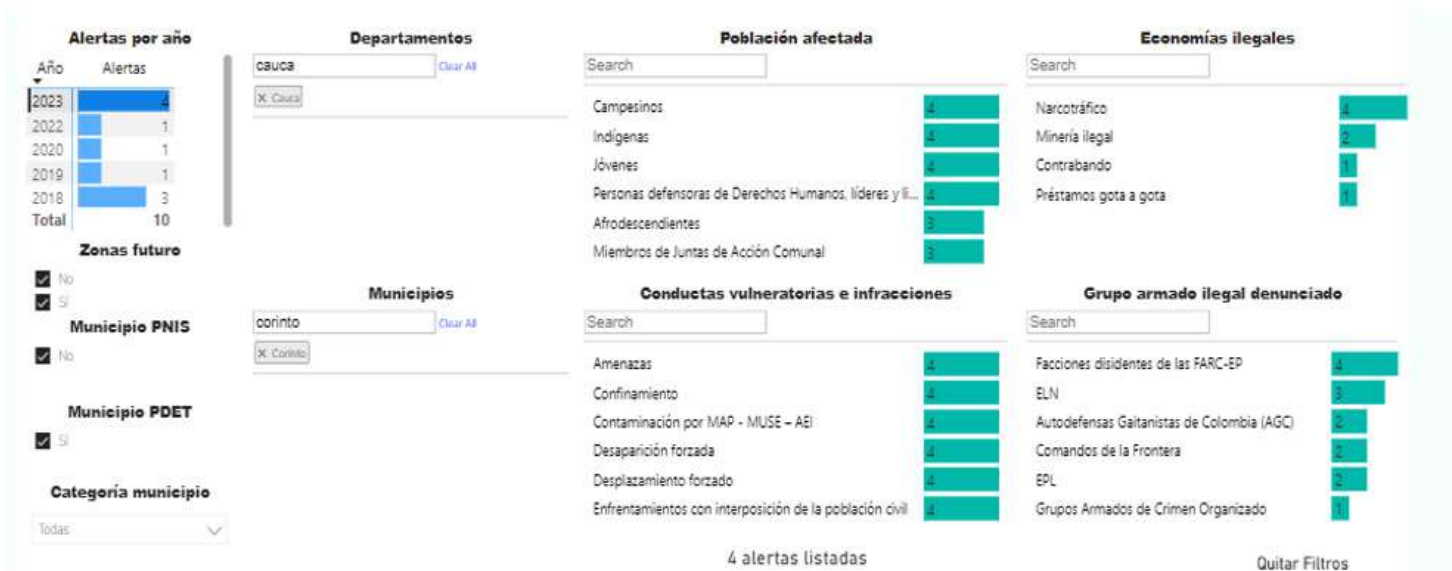 Alertas por año
Año Alertas
2023 4
2022 1
2020 1
2019 1
2018 3
Total 10
Zonas futuro
No
Sí
Municipio PNIS
No
Municipio PDET
Sí
Categoría municipio
Todas
Departamentos
cauca Clear All
X Cauca
Municipios
corinto Clear All
X Corinto
Población afectada
Search
Campesinos 4
Indígenas 4
Jóvenes 4
Personas defensoras de Derechos Humanos, líderes y li... 4
Afrodescendientes 3
Miembros de Juntas de Acción Comunal 3
Conductas vulneratorias e infracciones
Search
Amenazas 4
Confinamiento 4
Contaminación por MAP - MUSE – AEI 4
Desaparición forzada 4
Desplazamiento forzado 4
Enfrentamientos con interposición de la población civil 4
4 alertas listadas
Economías ilegales
Search
Narcotráfico 4
Minería ilegal 2
Contrabando 1
Préstamos gota a gota 1
Grupo armado ilegal denunciado
Search
Facciones disidentes de las FARC-EP 4
ELN 3
Autodefensas Gaitanistas de Colombia (AGC) 2
Comandos de la Frontera 2
EPL 2
Grupos Armados de Crimen Organizado 1
Quitar Filtros